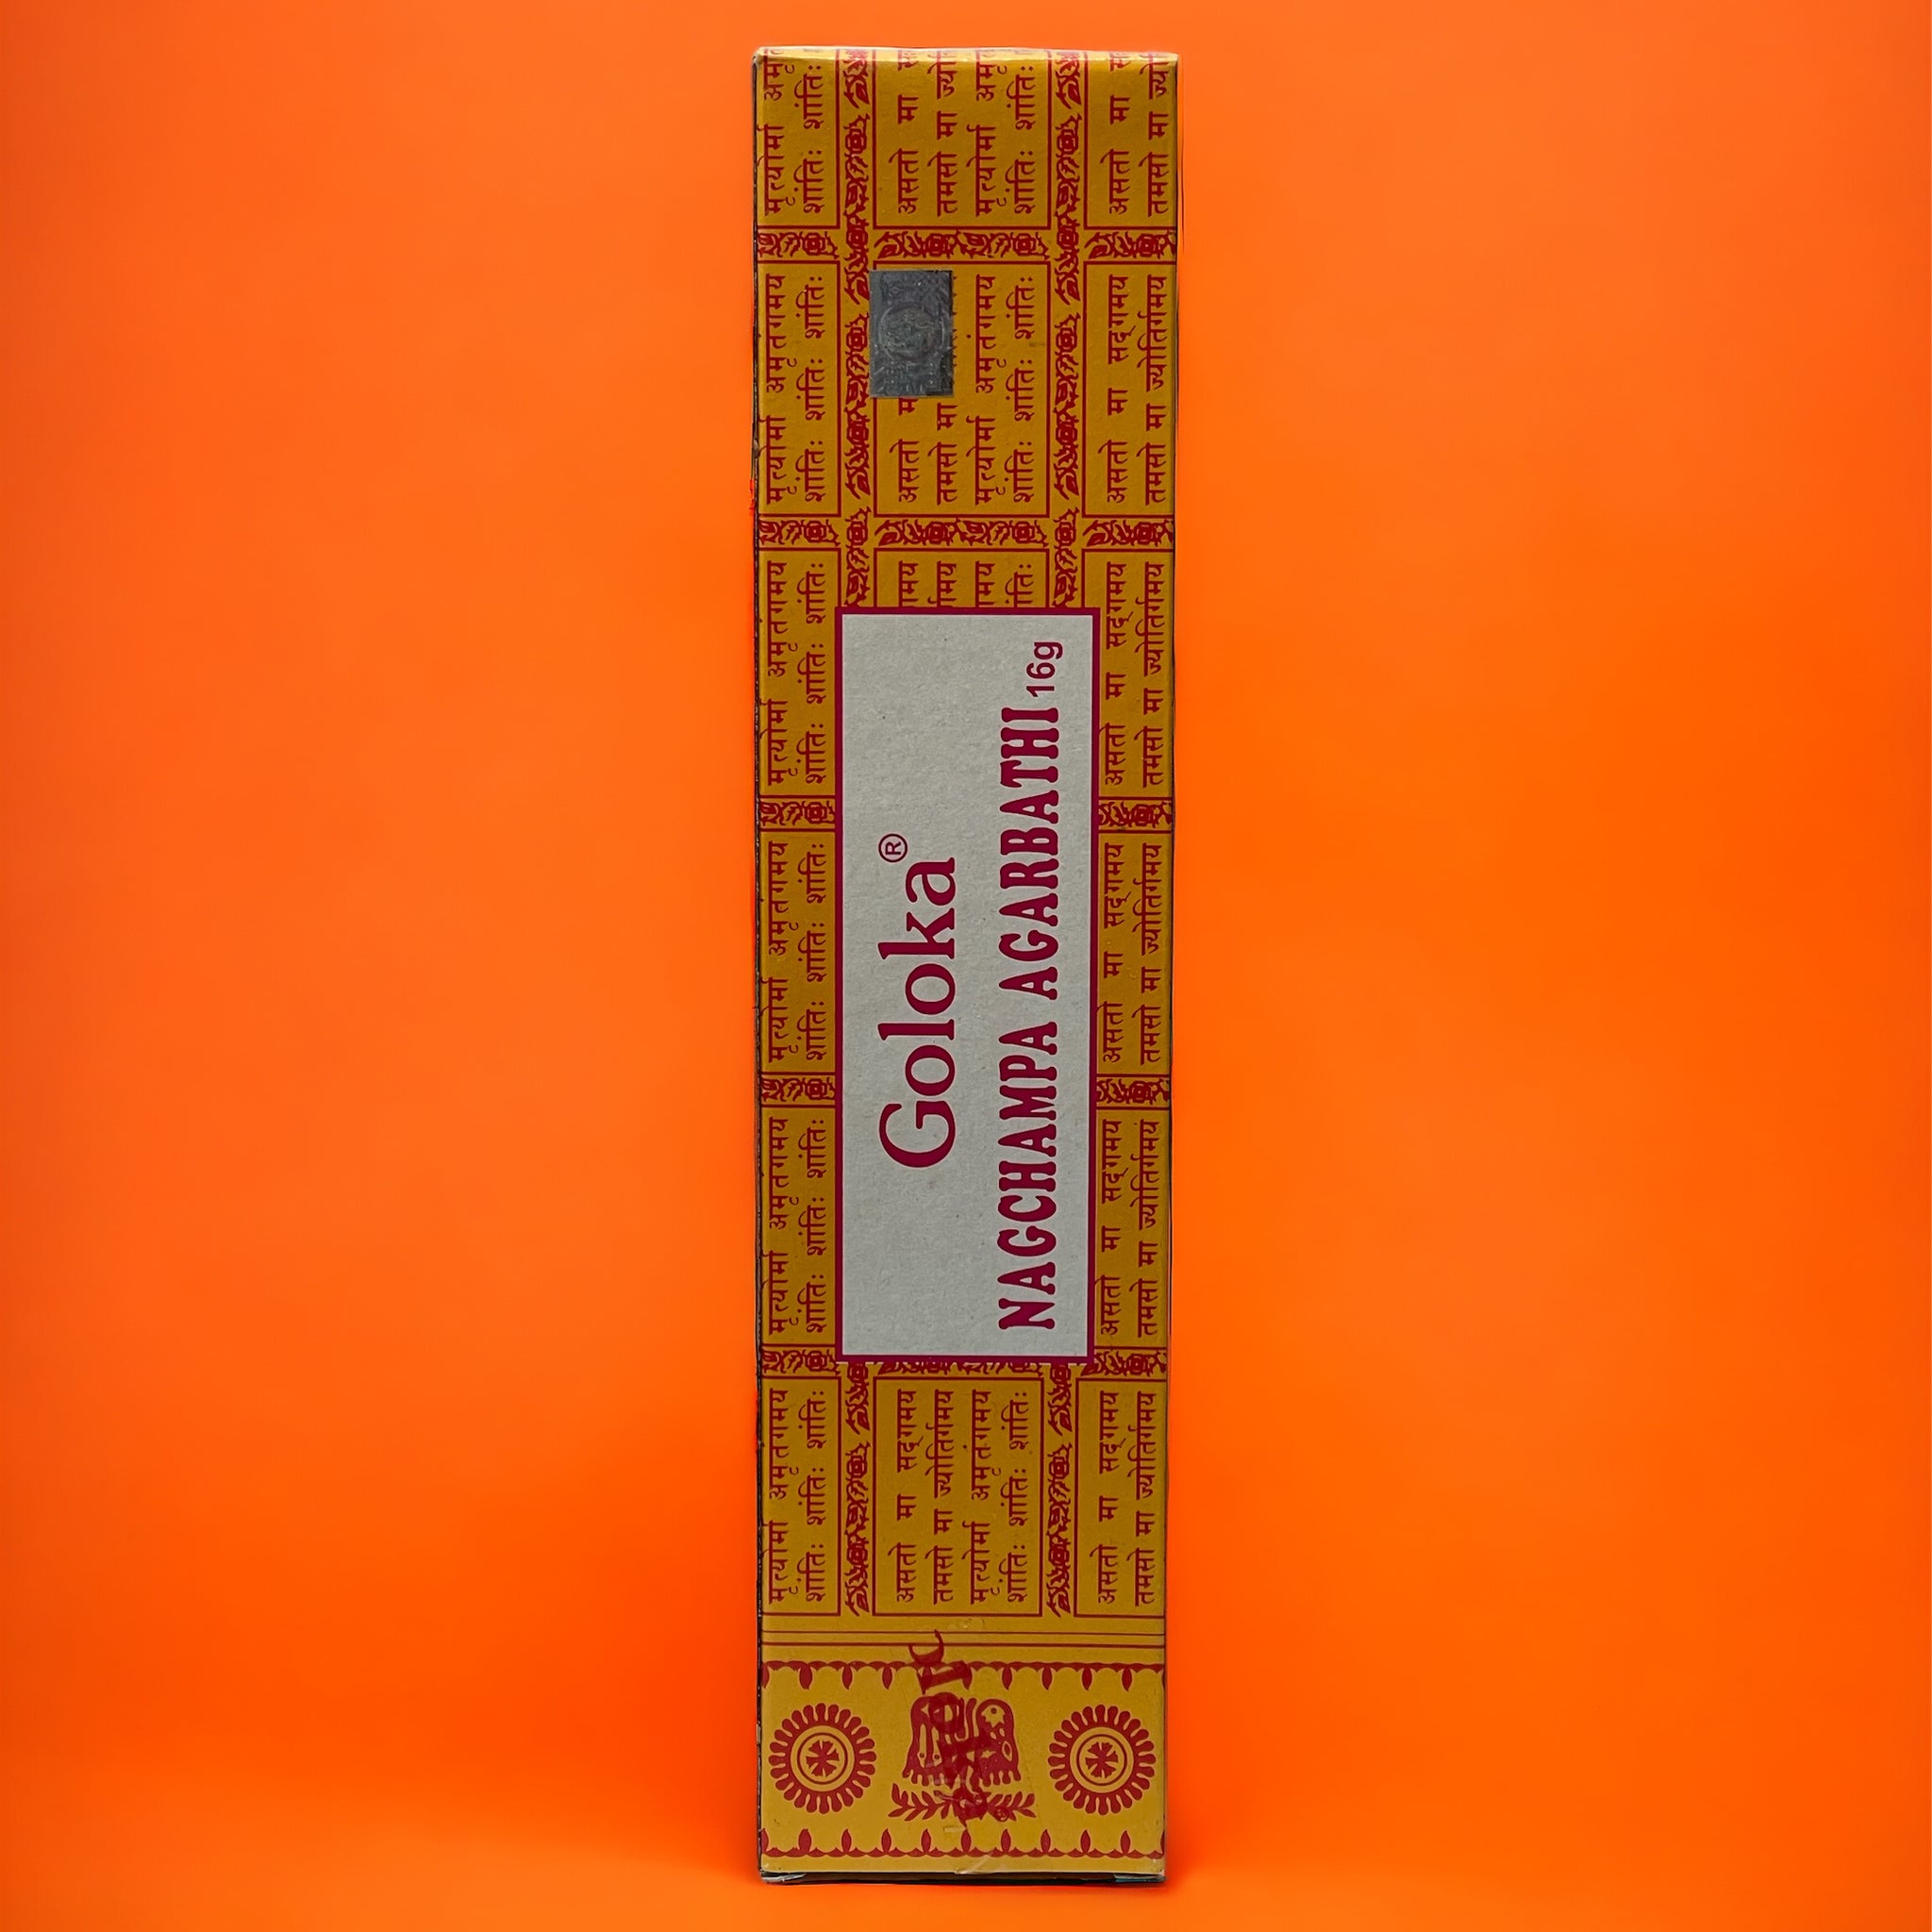 Goloka®
NAGCHAMPA AGARBATHI 16g
असतो मा सद्गमय
तमसो मा ज्योतिर्गमय
मृत्योर्मा अमृतंगमय
शांतिः शांतिः शांतिः